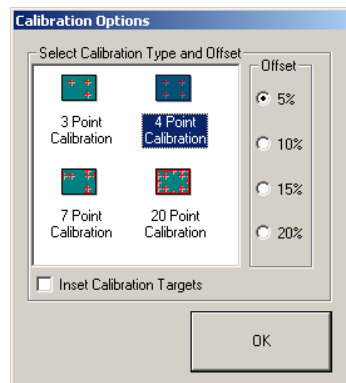 Calibration Options
Select Calibration Type and Offset
Offset
3 Point
Calibration
4 Point
Calibration
7 Point
Calibration
20 Point
Calibration
5%
10%
15%
20%
Inset Calibration Targets
OK